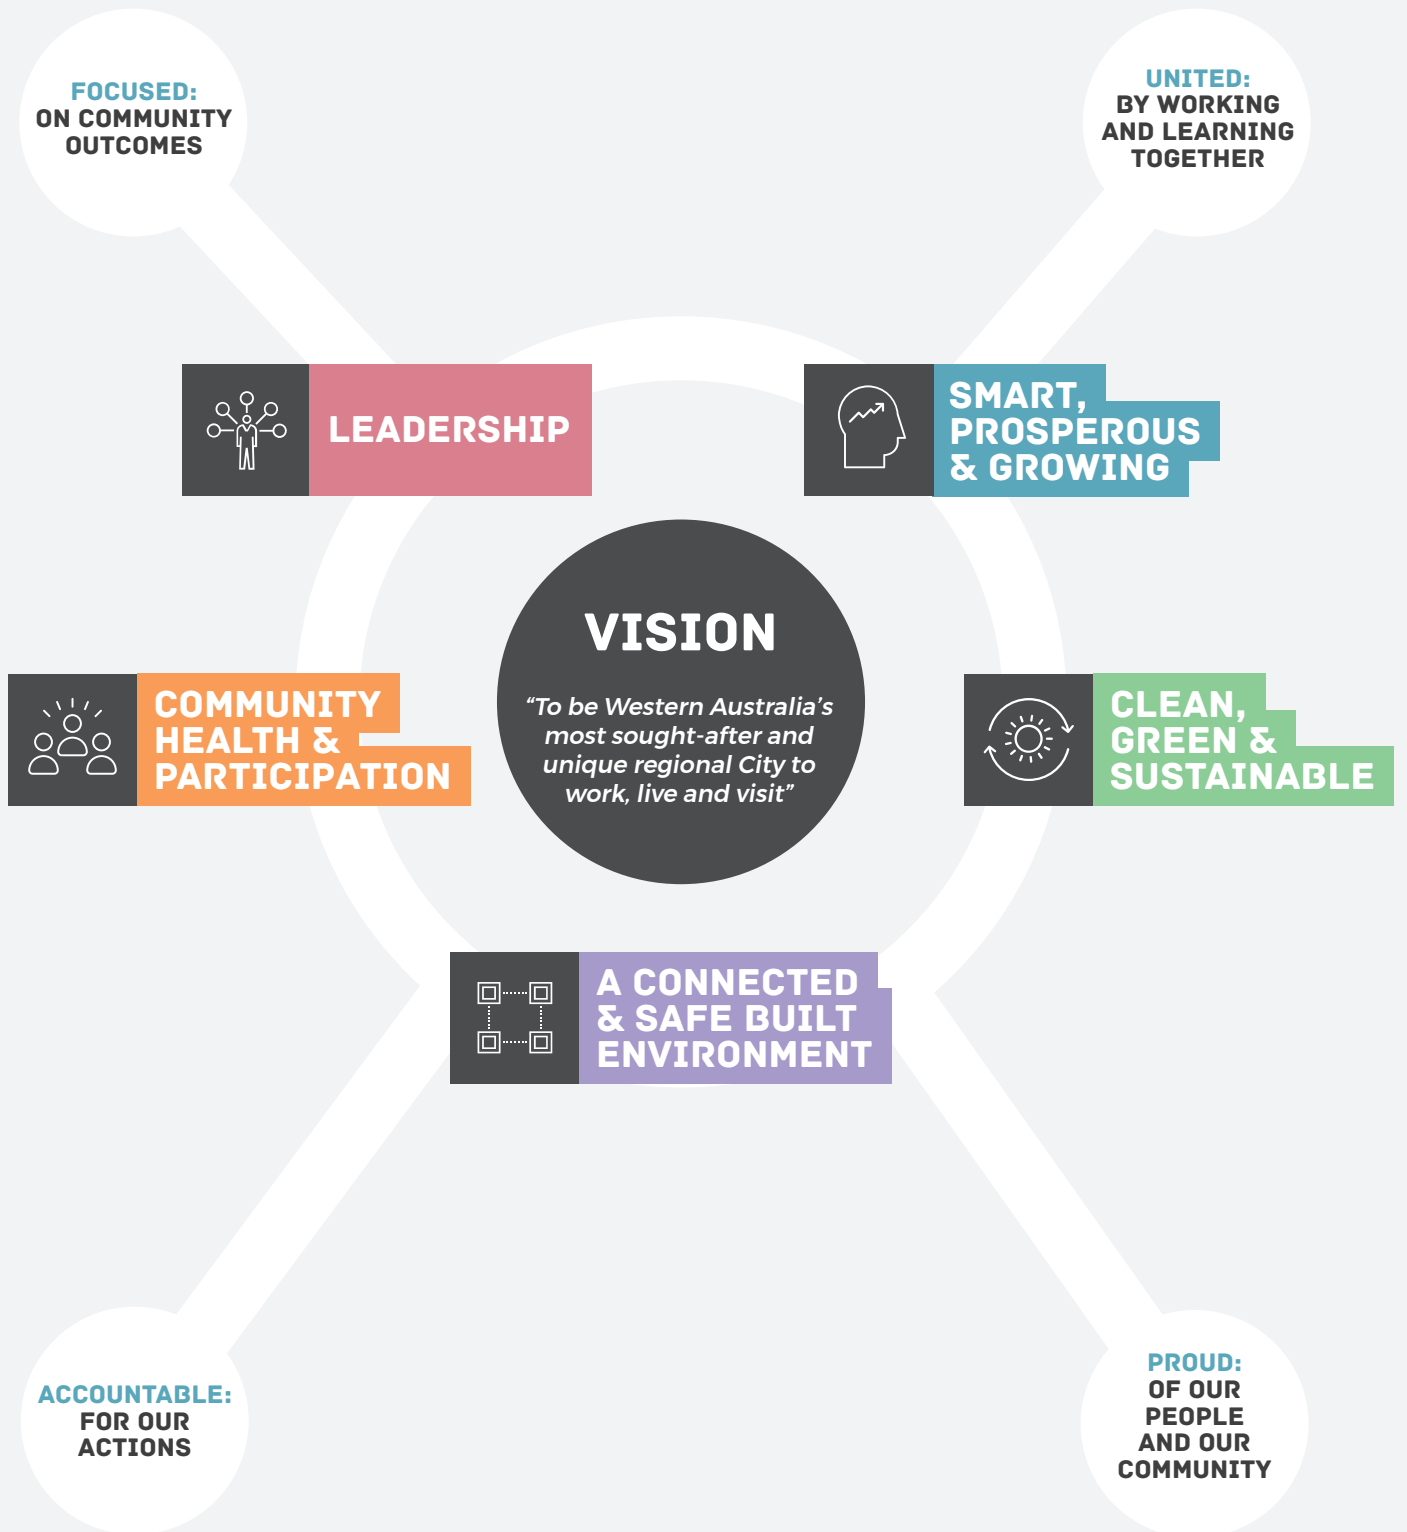 FOCUSED:
ON COMMUNITY
OUTCOMES
UNITED:
BY WORKING
AND LEARNING
TOGETHER
LEADERSHIP
SMART,
PROSPEROUS
& GROWING
VISION
“To be Western Australia’s
most sought-after and
unique regional City to
work, live and visit”
COMMUNITY
HEALTH &
PARTICIPATION
CLEAN,
GREEN &
SUSTAINABLE
A CONNECTED
& SAFE BUILT
ENVIRONMENT
ACCOUNTABLE:
FOR OUR
ACTIONS
PROUD:
OF OUR
PEOPLE
AND OUR
COMMUNITY